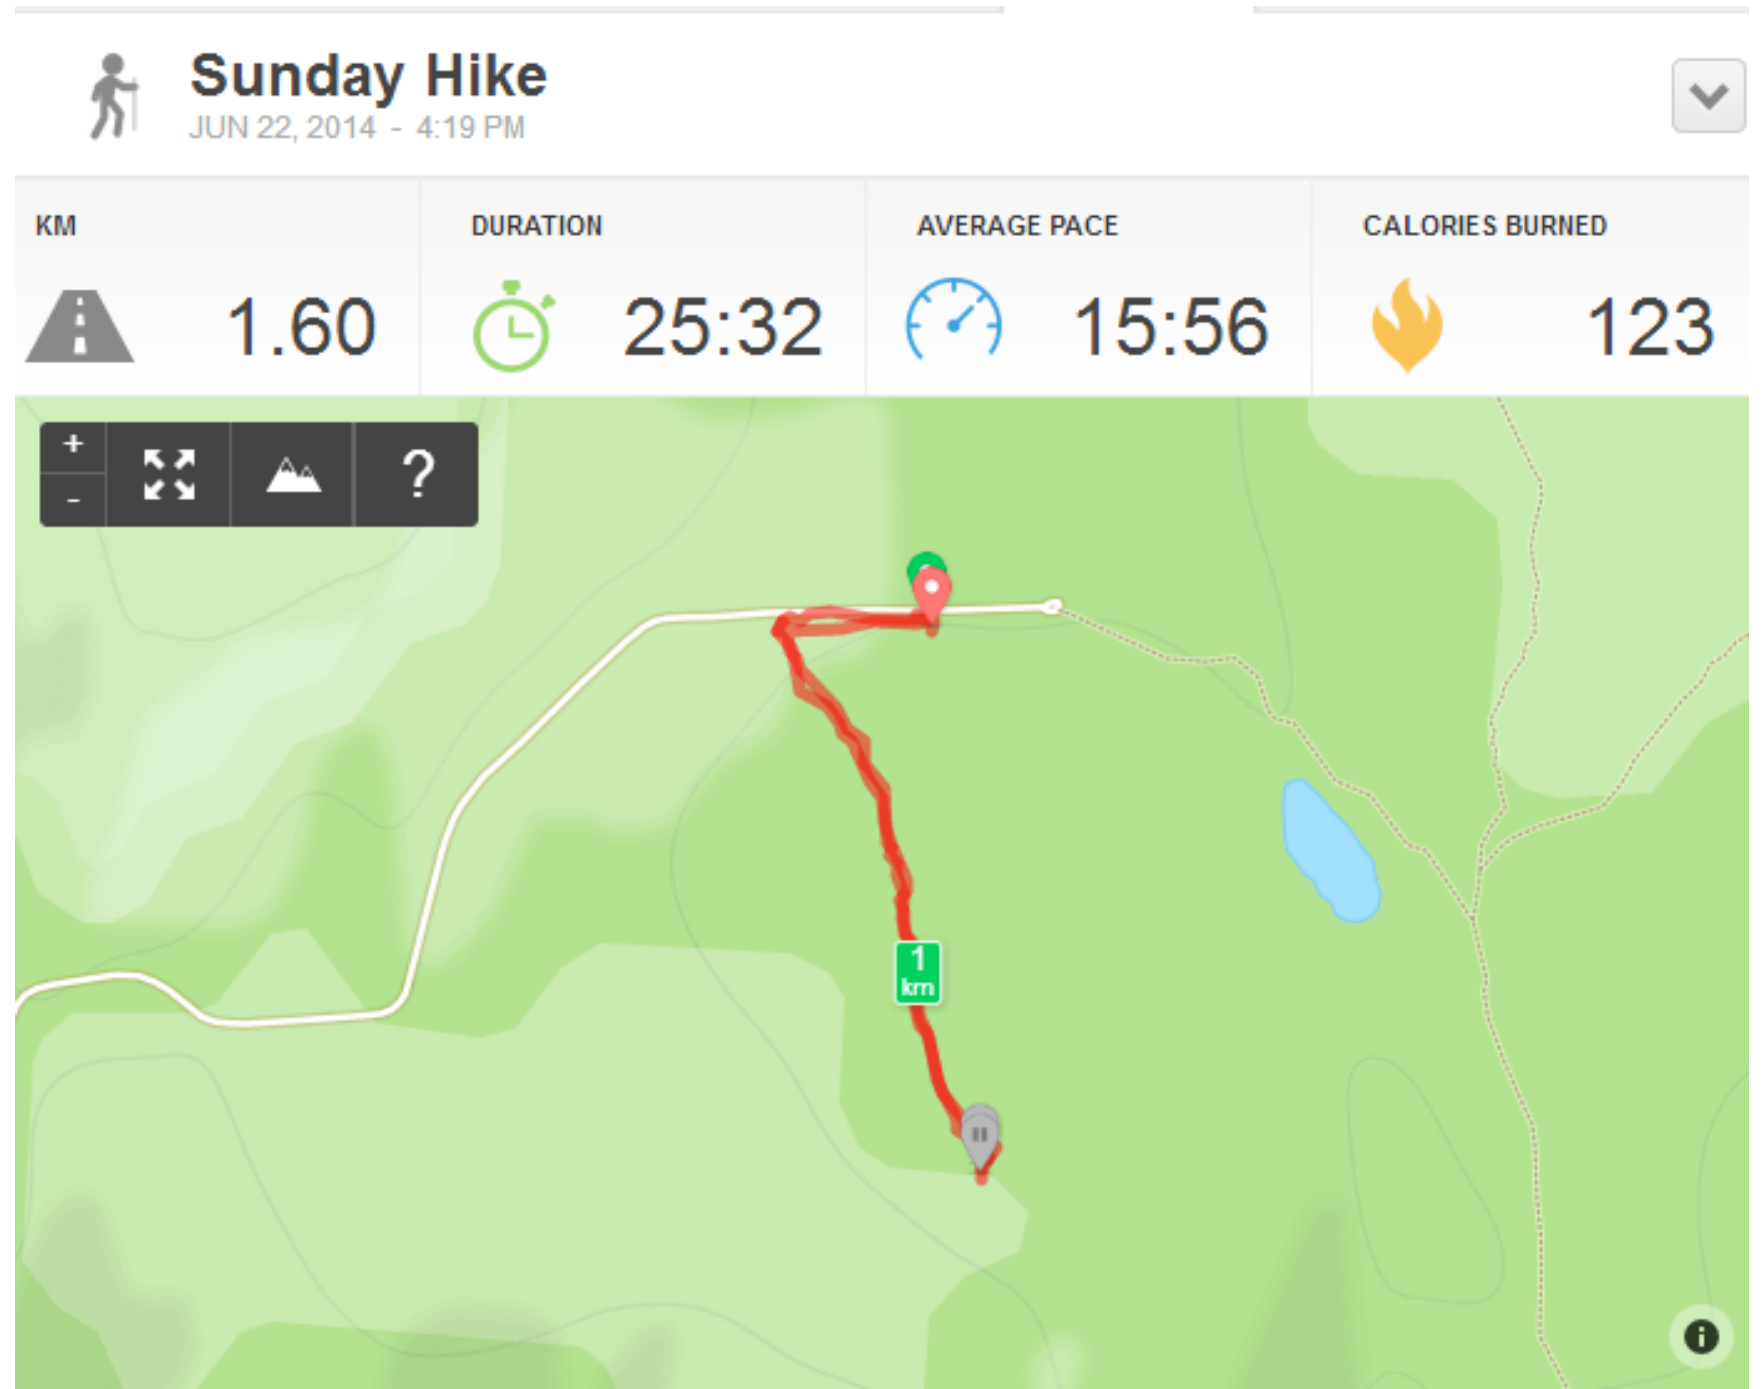 Sunday Hike
JUN 22, 2014 - 4:19 PM
KM
DURATION
AVERAGE PACE
CALORIES BURNED
1.60
25:32
15:56
123
+
-
?
1
km
i